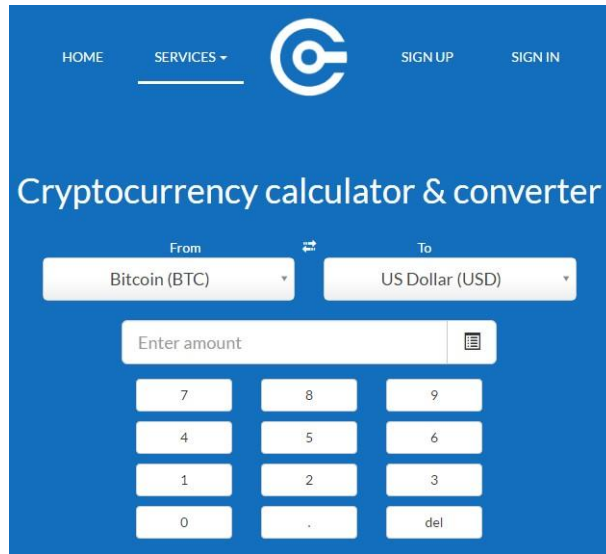 HOME SERVICES SIGN UP SIGN IN
Cryptocurrency calculator & converter
From To
Bitcoin (BTC) US Dollar (USD)
Enter amount
7 8 9
4 5 6
1 2 3
0 . del